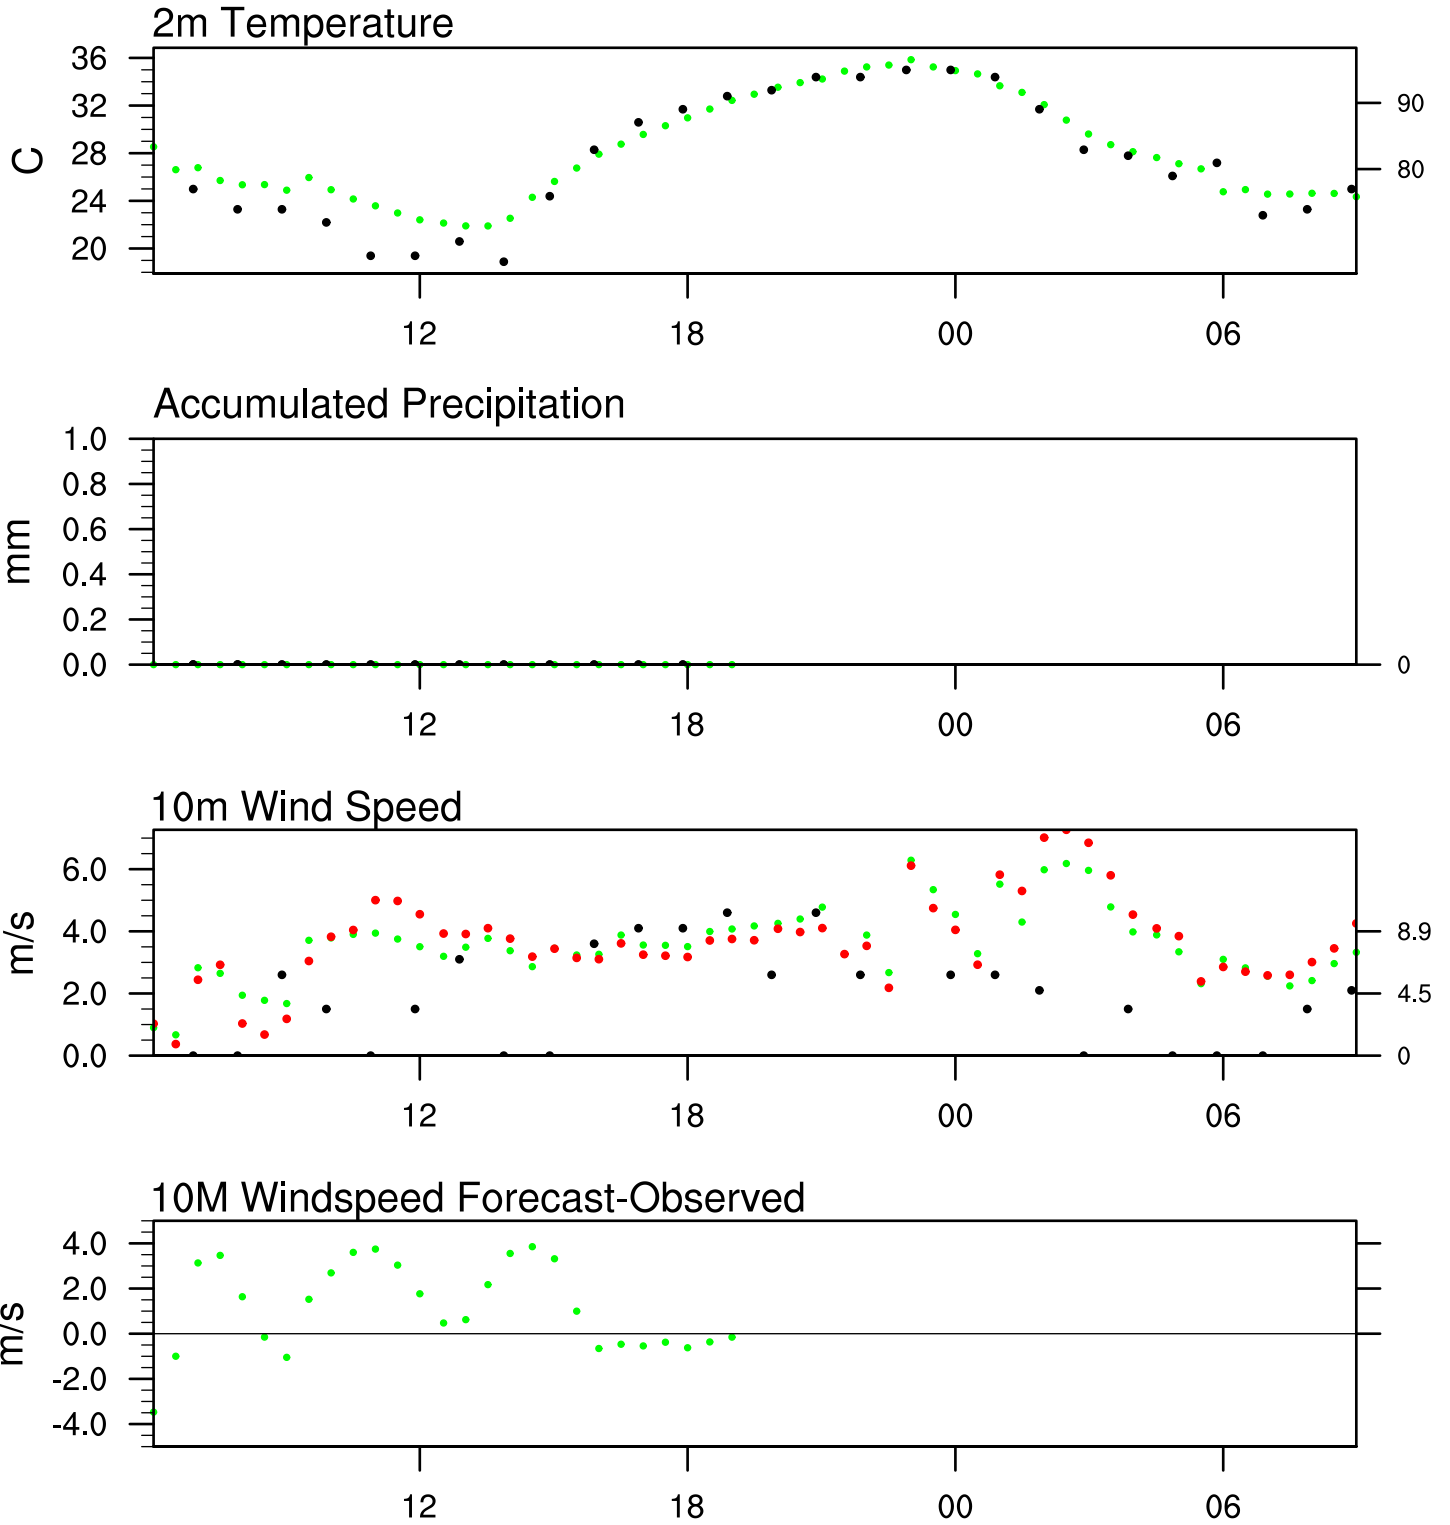 2m Temperature
36
32
28
24
20
C
90
80
12 18 00 06
Accumulated Precipitation
1.0
0.8
0.6
0.4
0.2
0.0
mm
0
12 18 00 06
10m Wind Speed
6.0
4.0
2.0
0.0
m/s
8.9
4.5
0
12 18 00 06
10M Windspeed Forecast-Observed
4.0
2.0
0.0
-2.0
-4.0
m/s
12 18 00 06